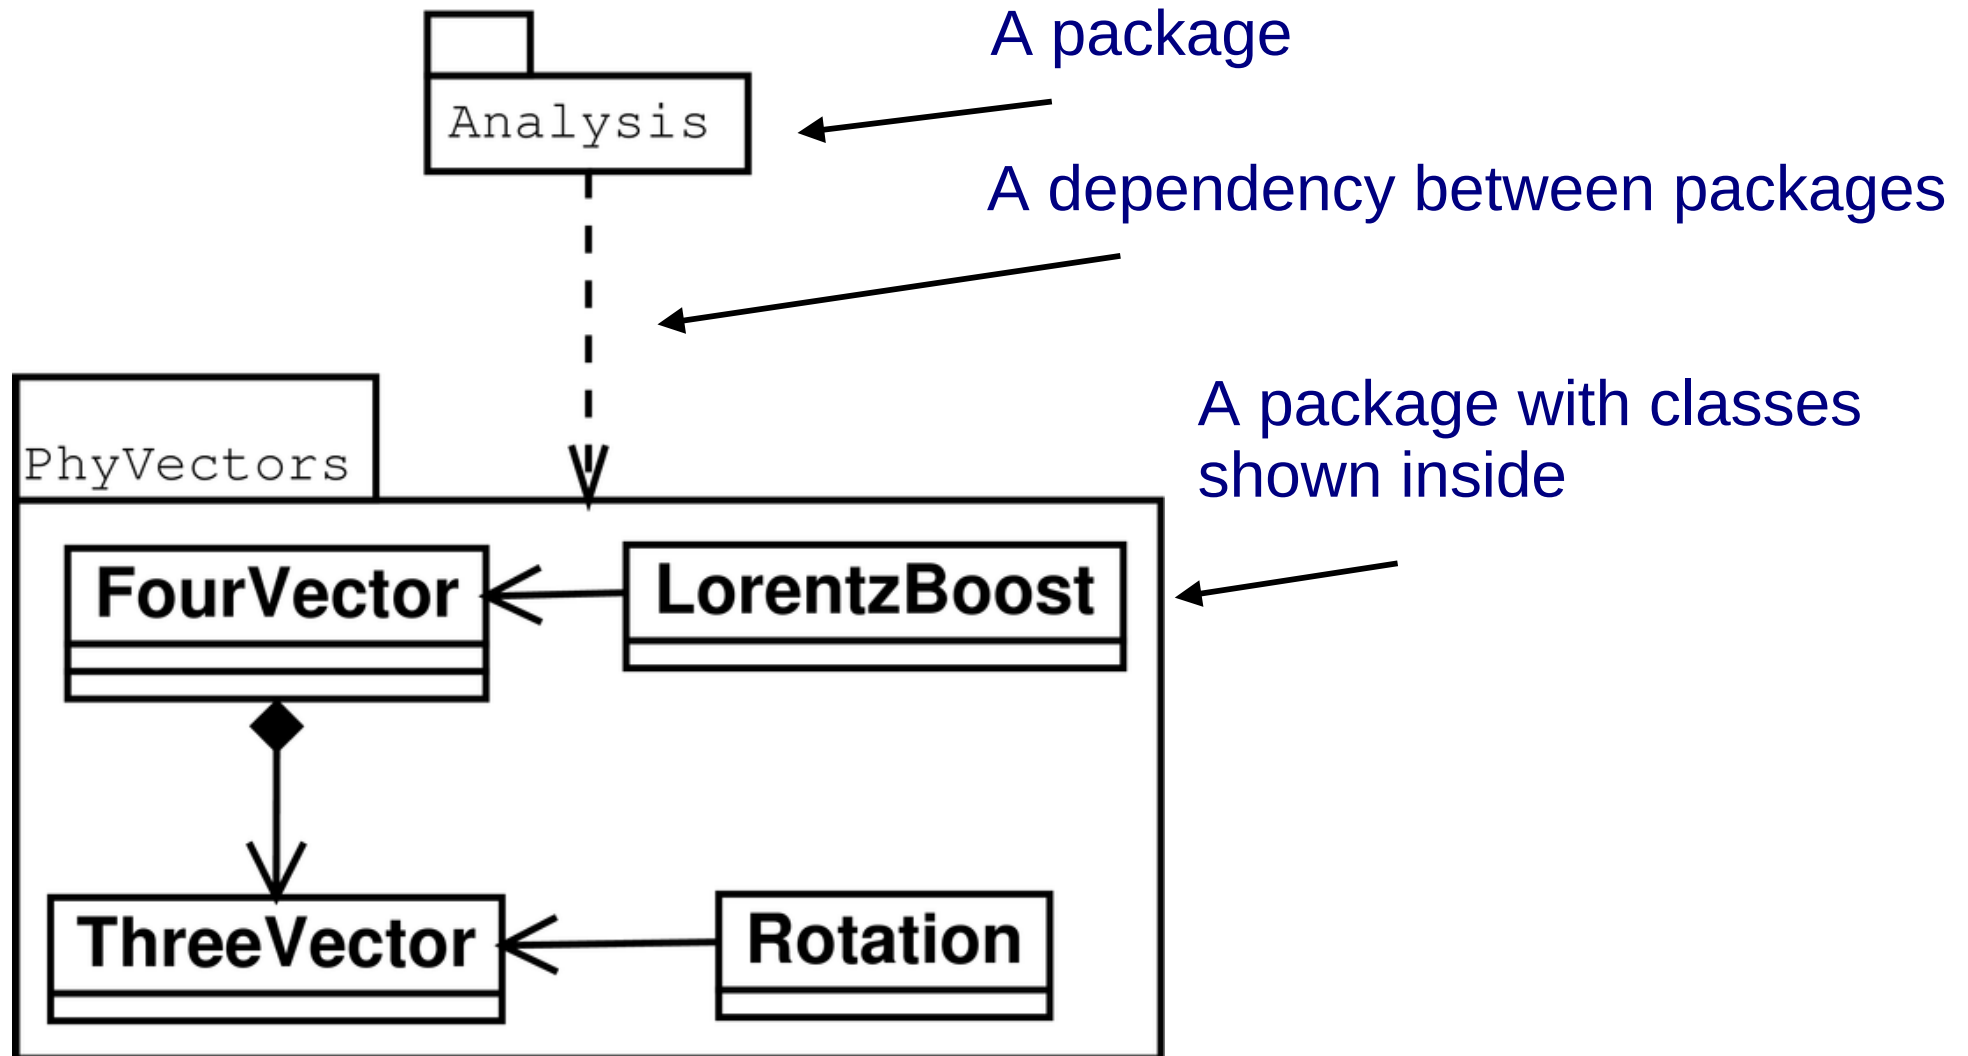 A package
Analysis
A dependency between packages
A package with classes
shown inside
PhyVectors
FourVector
LorentzBoost
ThreeVector
Rotation